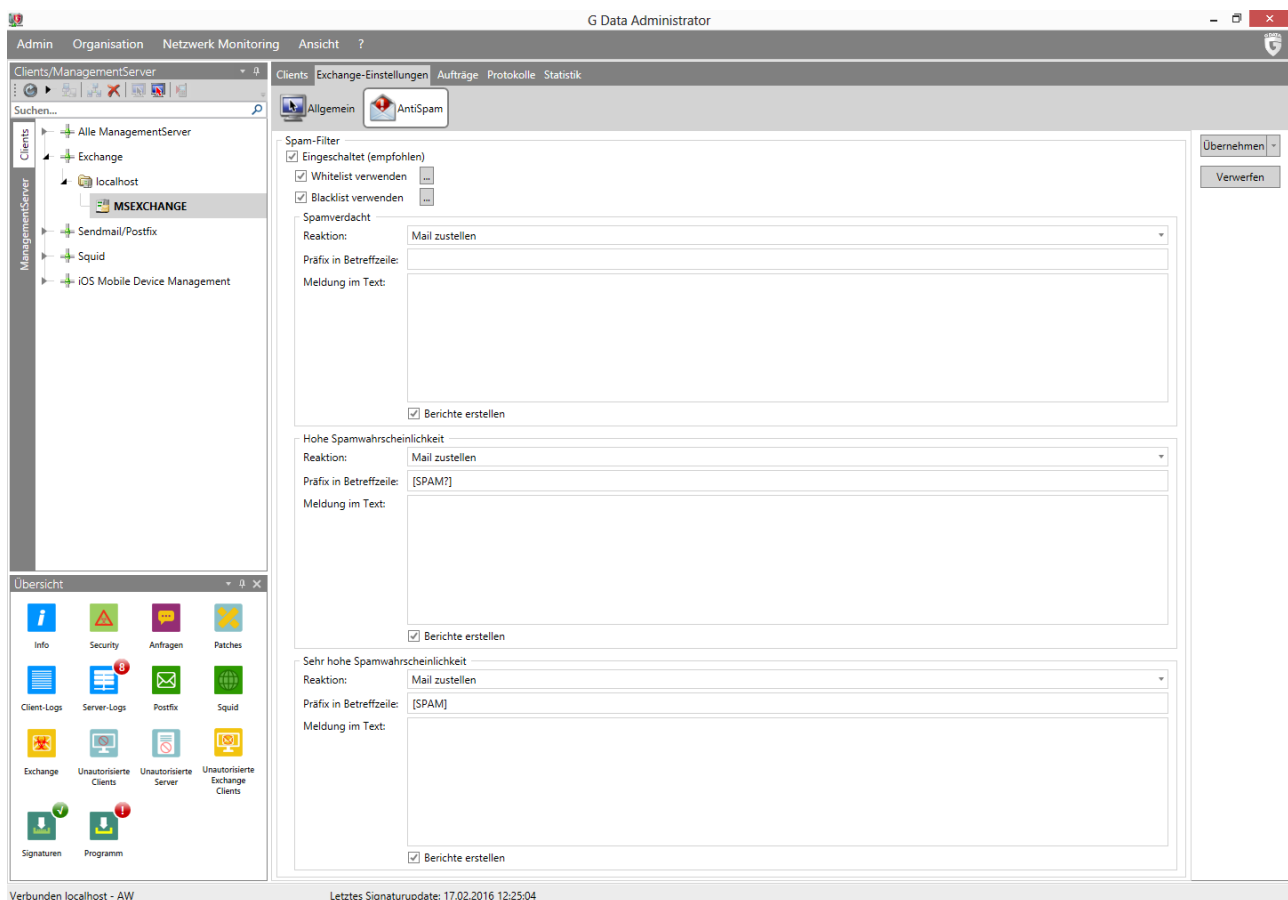 G Data Administrator
Admin Organisation Netzwerk Monitoring Ansicht ?
G DATA
Clients/ManagementServer
Suchen...
Clients
ManagementServer
Alle ManagementServer
Exchange
localhost
MSEXCHANGE
Sendmail/Postfix
Squid
iOS Mobile Device Management
Übersicht
Info
Security
Anfragen
Patches
Client-Logs
8
Server-Logs
Postfix
Squid
Exchange
Unautorisierte
Clients
Unautorisierte
Server
Unautorisierte
Exchange
Clients
Signaturen
Programm
Clients Exchange-Einstellungen Aufträge Protokolle Statistik
Allgemein
AntiSpam
Spam-Filter
Eingeschaltet (empfohlen)
Whitelist verwenden ...
Blacklist verwenden ...
Spamverdacht
Reaktion: Mail zustellen
Präfix in Betreffzeile:
Meldung im Text:
Berichte erstellen
Hohe Spamwahrscheinlichkeit
Reaktion: Mail zustellen
Präfix in Betreffzeile: [SPAM?]
Meldung im Text:
Berichte erstellen
Sehr hohe Spamwahrscheinlichkeit
Reaktion: Mail zustellen
Präfix in Betreffzeile: [SPAM]
Meldung im Text:
Berichte erstellen
Übernehmen
Verwerfen
Verbunden localhost - AW
Letztes Signaturupdate: 17.02.2016 12:25:04